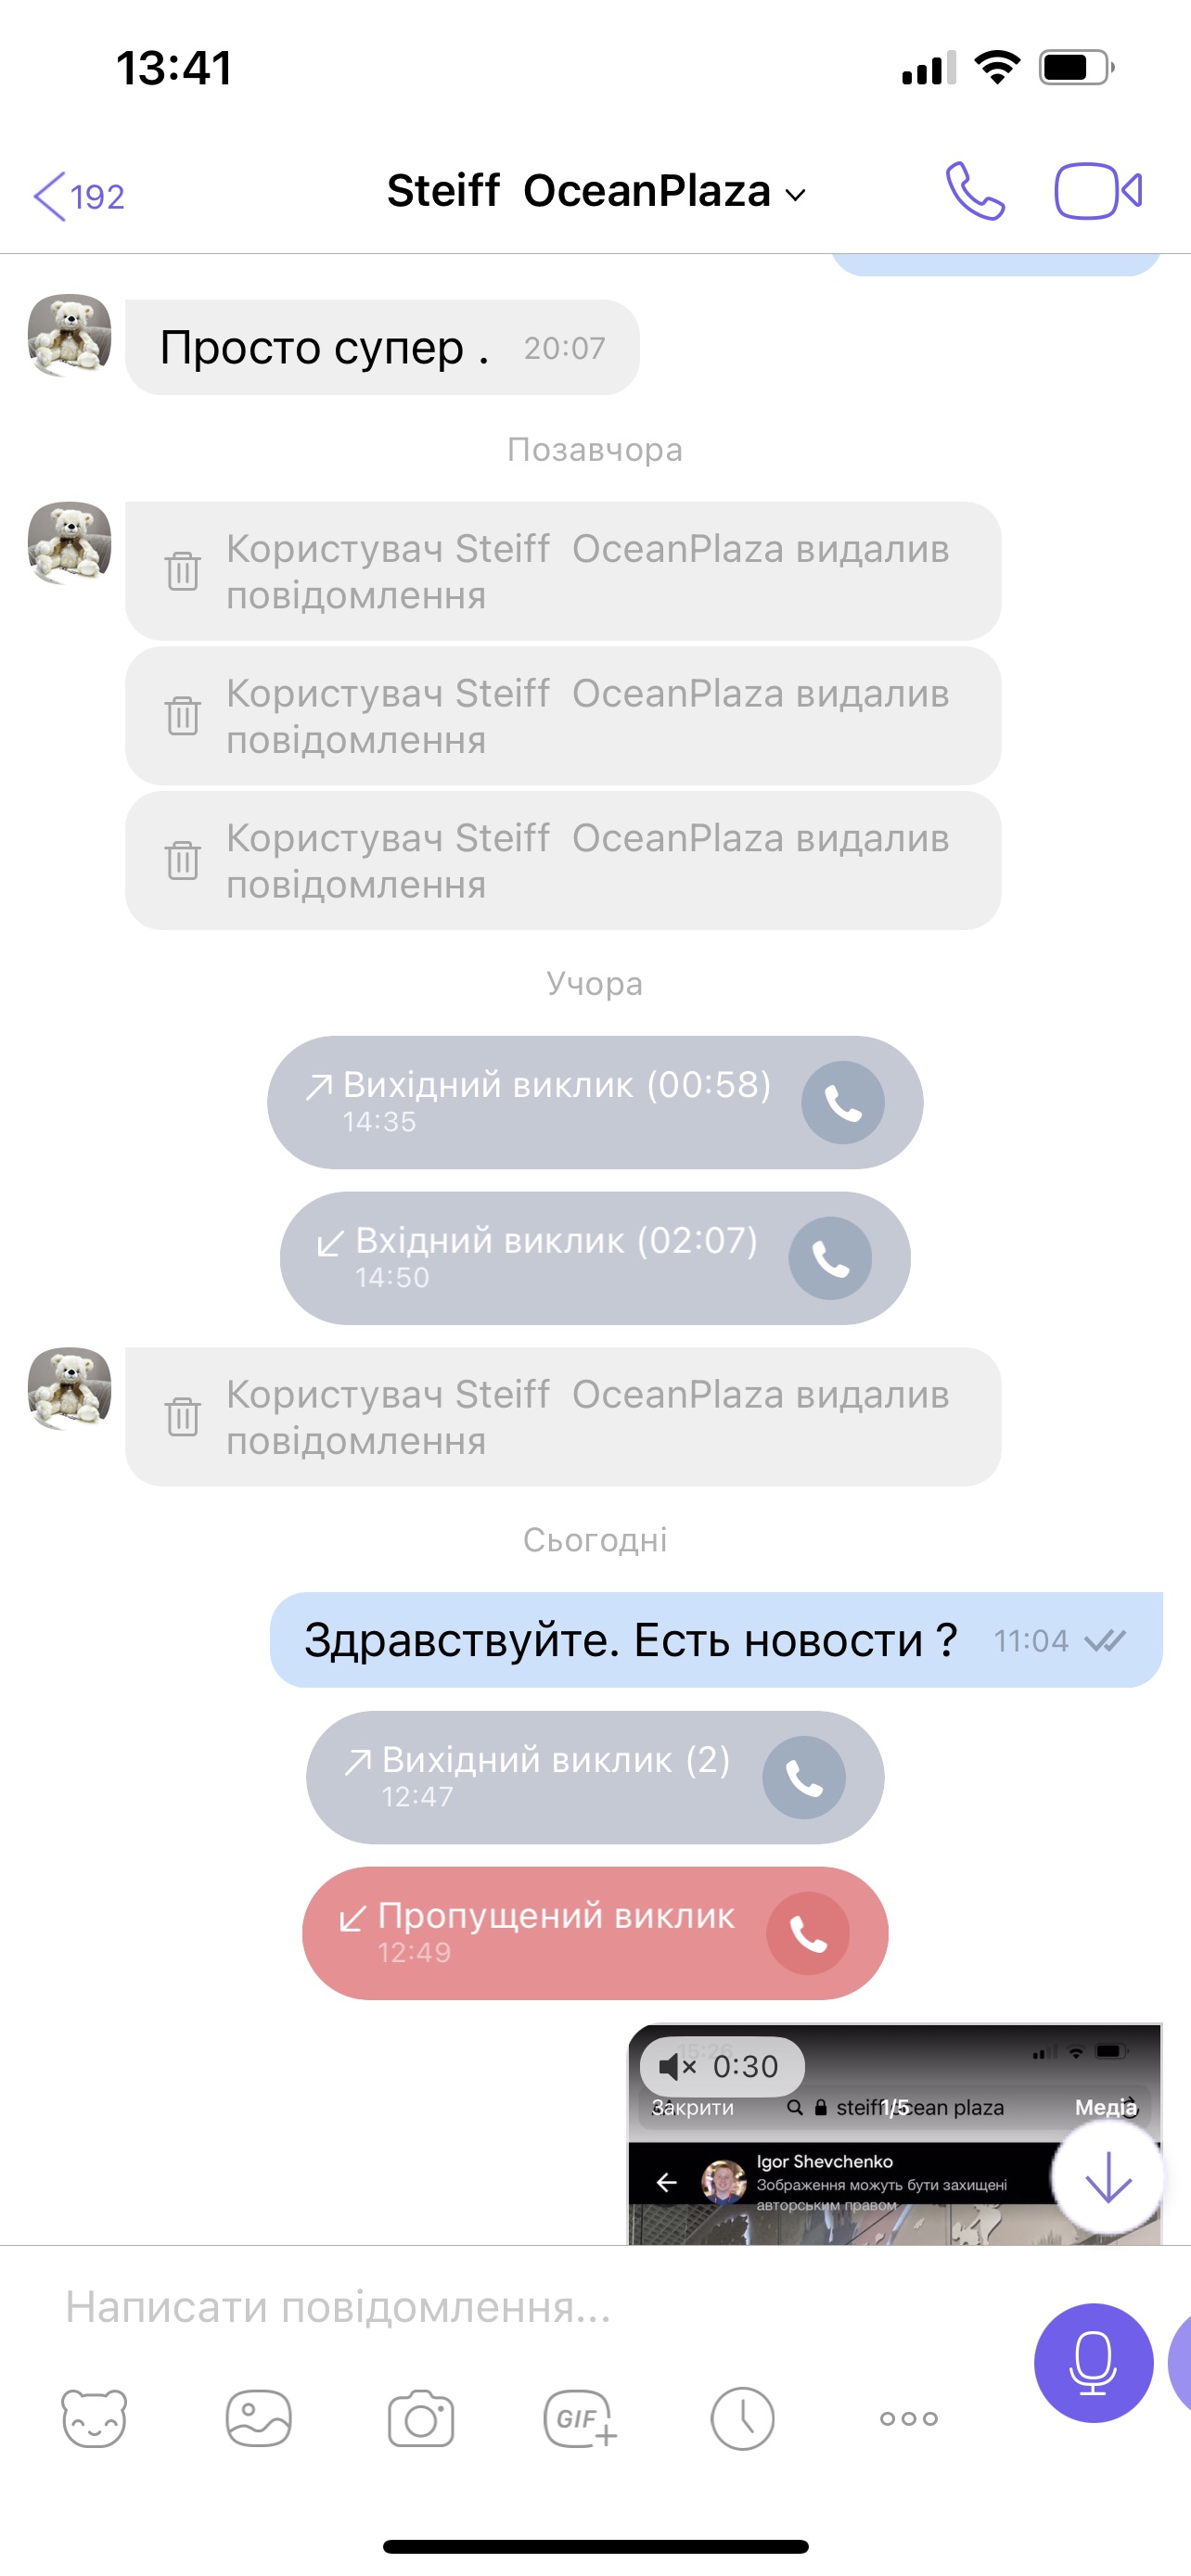 13:41
192
Steiff OceanPlaza
Просто супер . 20:07
Позавчора
Користувач Steiff OceanPlaza видалив
повідомлення
Користувач Steiff OceanPlaza видалив
повідомлення
Користувач Steiff OceanPlaza видалив
повідомлення
Учора
Вихідний виклик (00:58)
14:35
Вхідний виклик (02:07)
14:50
Користувач Steiff OceanPlaza видалив
повідомлення
Сьогодні
Здравствуйте. Есть новости ? 11:04
Вихідний виклик (2)
12:47
Пропущений виклик
12:49
0:30
Закрити steiff ocean plaza 1/5 Медіа
Igor Shevchenko
Зображення можуть бути захищені
авторським правом
Написати повідомлення...
GIF